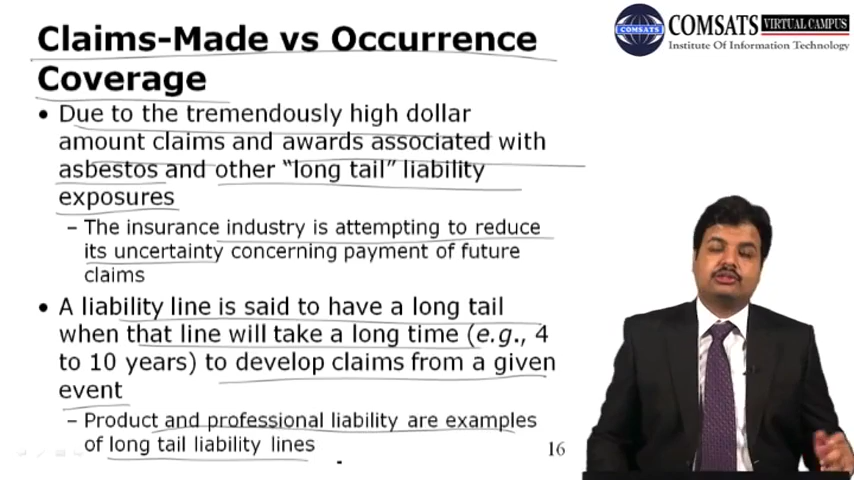 Claims-Made vs Occurrence
Coverage
COMSATS
COMSATS VIRTUAL CAMPUS
Institute Of Information Technology
• Due to the tremendously high dollar
amount claims and awards associated with
asbestos and other “long tail” liability
exposures
– The insurance industry is attempting to reduce
its uncertainty concerning payment of future
claims
• A liability line is said to have a long tail
when that line will take a long time (e.g., 4
to 10 years) to develop claims from a given
event
– Product and professional liability are examples
of long tail liability lines
16